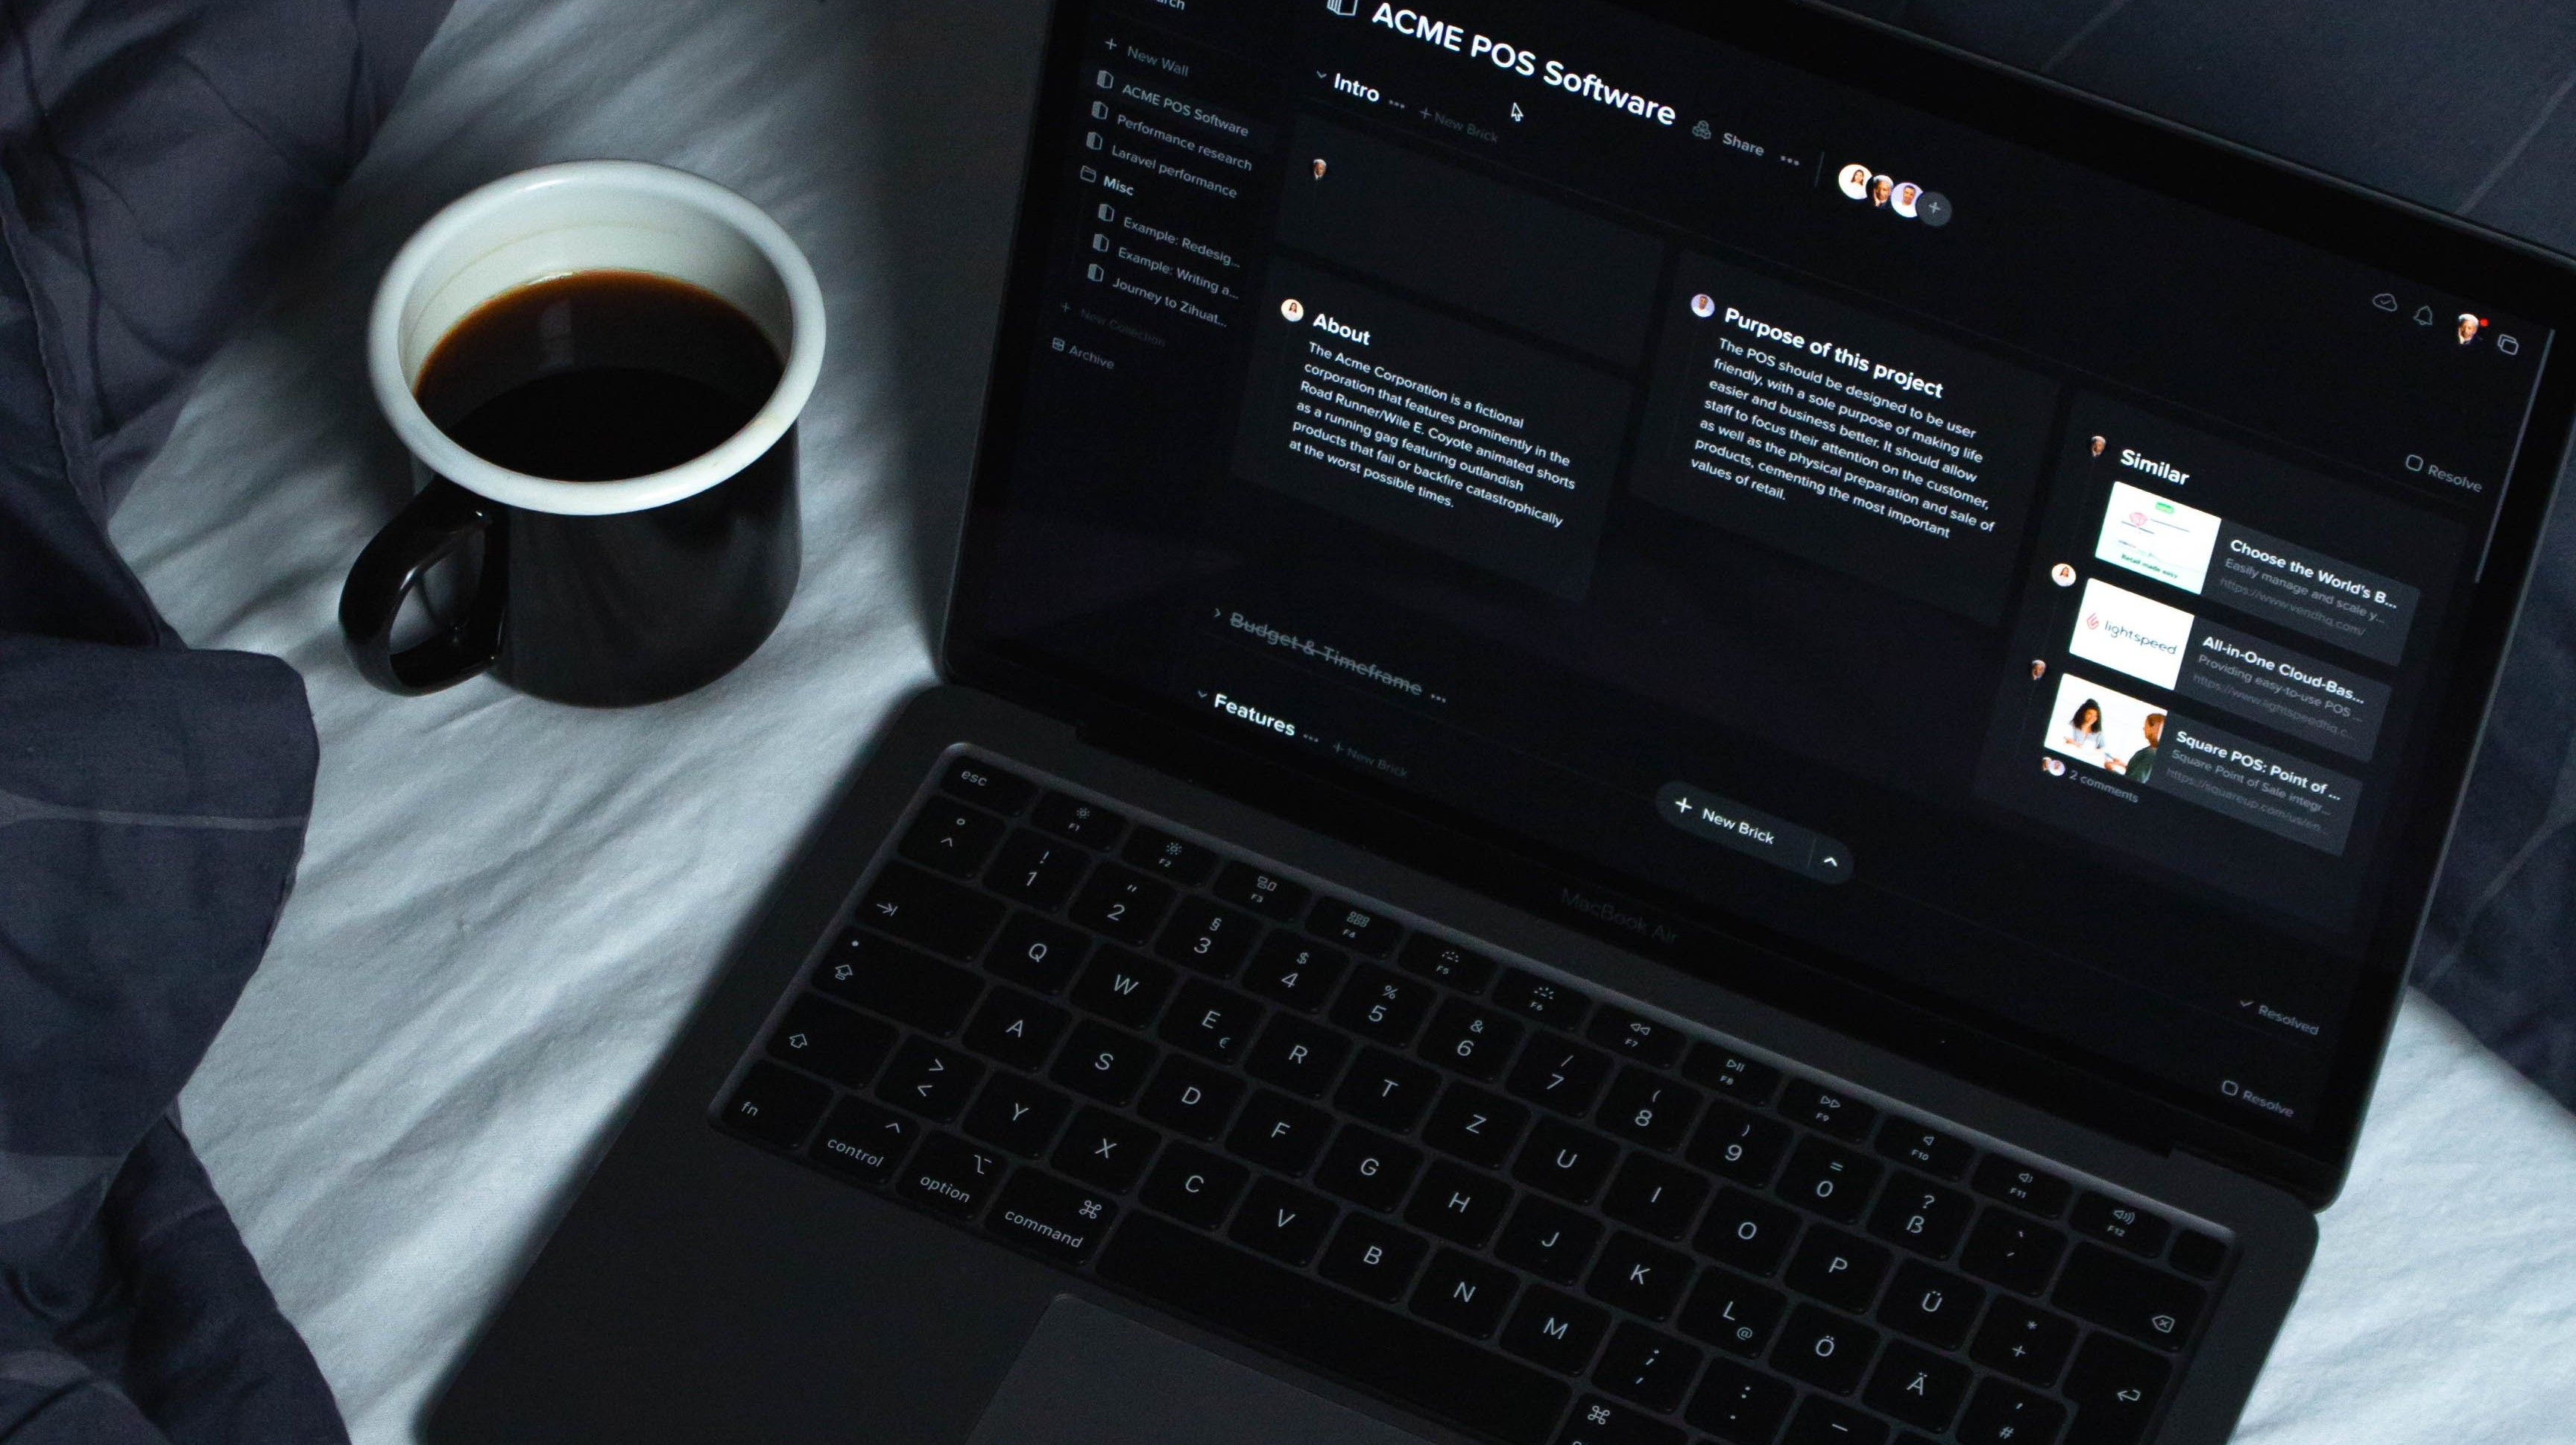 + New Wall
ACME POS Software
Performance research
Laravel performance
Misc
Example: Redesig...
Example: Writing a...
Journey to Zihuat...
+ New Collection
Archive
ACME POS Software
Share
Intro ...
+ New Brick
About
The Acme Corporation is a fictional
corporation that features prominently in the
Road Runner/Wile E. Coyote animated shorts
as a running gag featuring outlandish
products that fail or backfire catastrophically
at the worst possible times.
Purpose of this project
The POS should be designed to be user
friendly, with a sole purpose of making life
easier and business better. It should allow
staff to focus their attention on the customer,
as well as the physical preparation and sale of
products, cementing the most important
values of retail.
Resolve
Similar
Retail made easy
Choose the World's B...
Easily manage and scale y...
https://www.vendhq.com/
lightspeed
All-in-One Cloud-Bas...
Providing easy-to-use POS ...
https://www.lightspeedhq.c...
Square POS: Point of ...
Square Point of Sale integr...
https://squareup.com/us/en...
2 comments
Budget & Timeframe ...
Resolved
Features ...
+ New Brick
Resolve
+ New Brick
MacBook Air
esc F1 F2 F3 F4 F5 F6 F7 F8 F9 F10 F11 F12
° ^ ! 1 " 2 § 3 $ 4 % 5 & 6 / 7 ( 8 ) 9 = 0 ? ß ` ´
Q W E € R T Z U I O P Ü * +
A S D F G H J K L @ Ö Ä ' #
> < Y X C V B N M ; , : . _
fn control option command